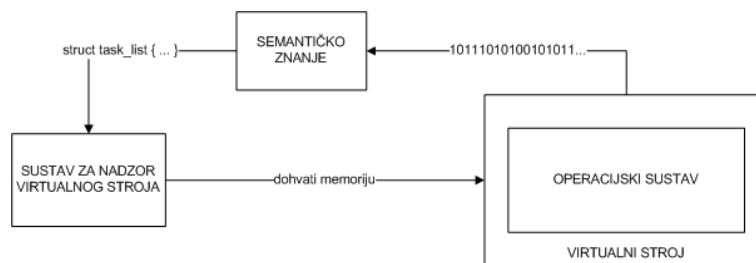 struct task_list { ... }
SEMANTIČKO
ZNANJE
10111010100101011...
SUSTAV ZA NADZOR
VIRTUALNOG STROJA
dohvati memoriju
OPERACIJSKI SUSTAV
VIRTUALNI STROJ